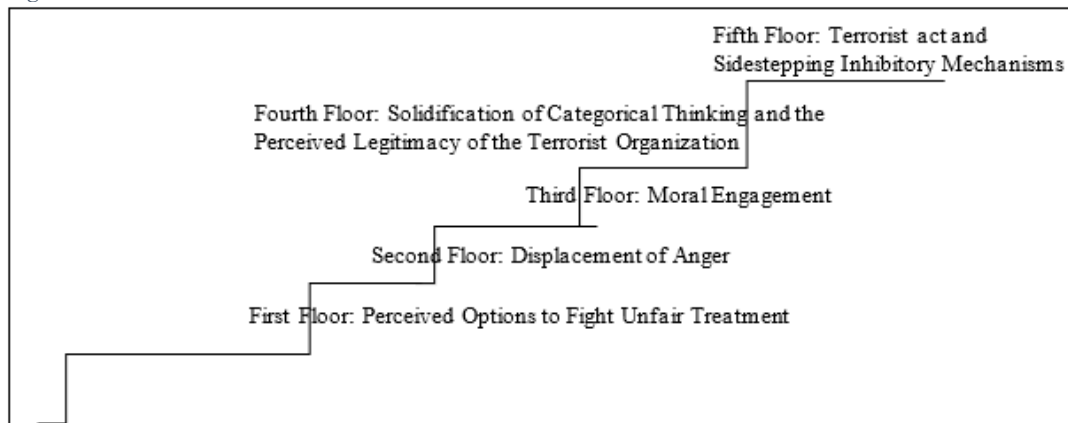 Fifth Floor: Terrorist act and
Sidestepping Inhibitory Mechanisms
Fourth Floor: Solidification of Categorical Thinking and the
Perceived Legitimacy of the Terrorist Organization
Third Floor: Moral Engagement
Second Floor: Displacement of Anger
First Floor: Perceived Options to Fight Unfair Treatment